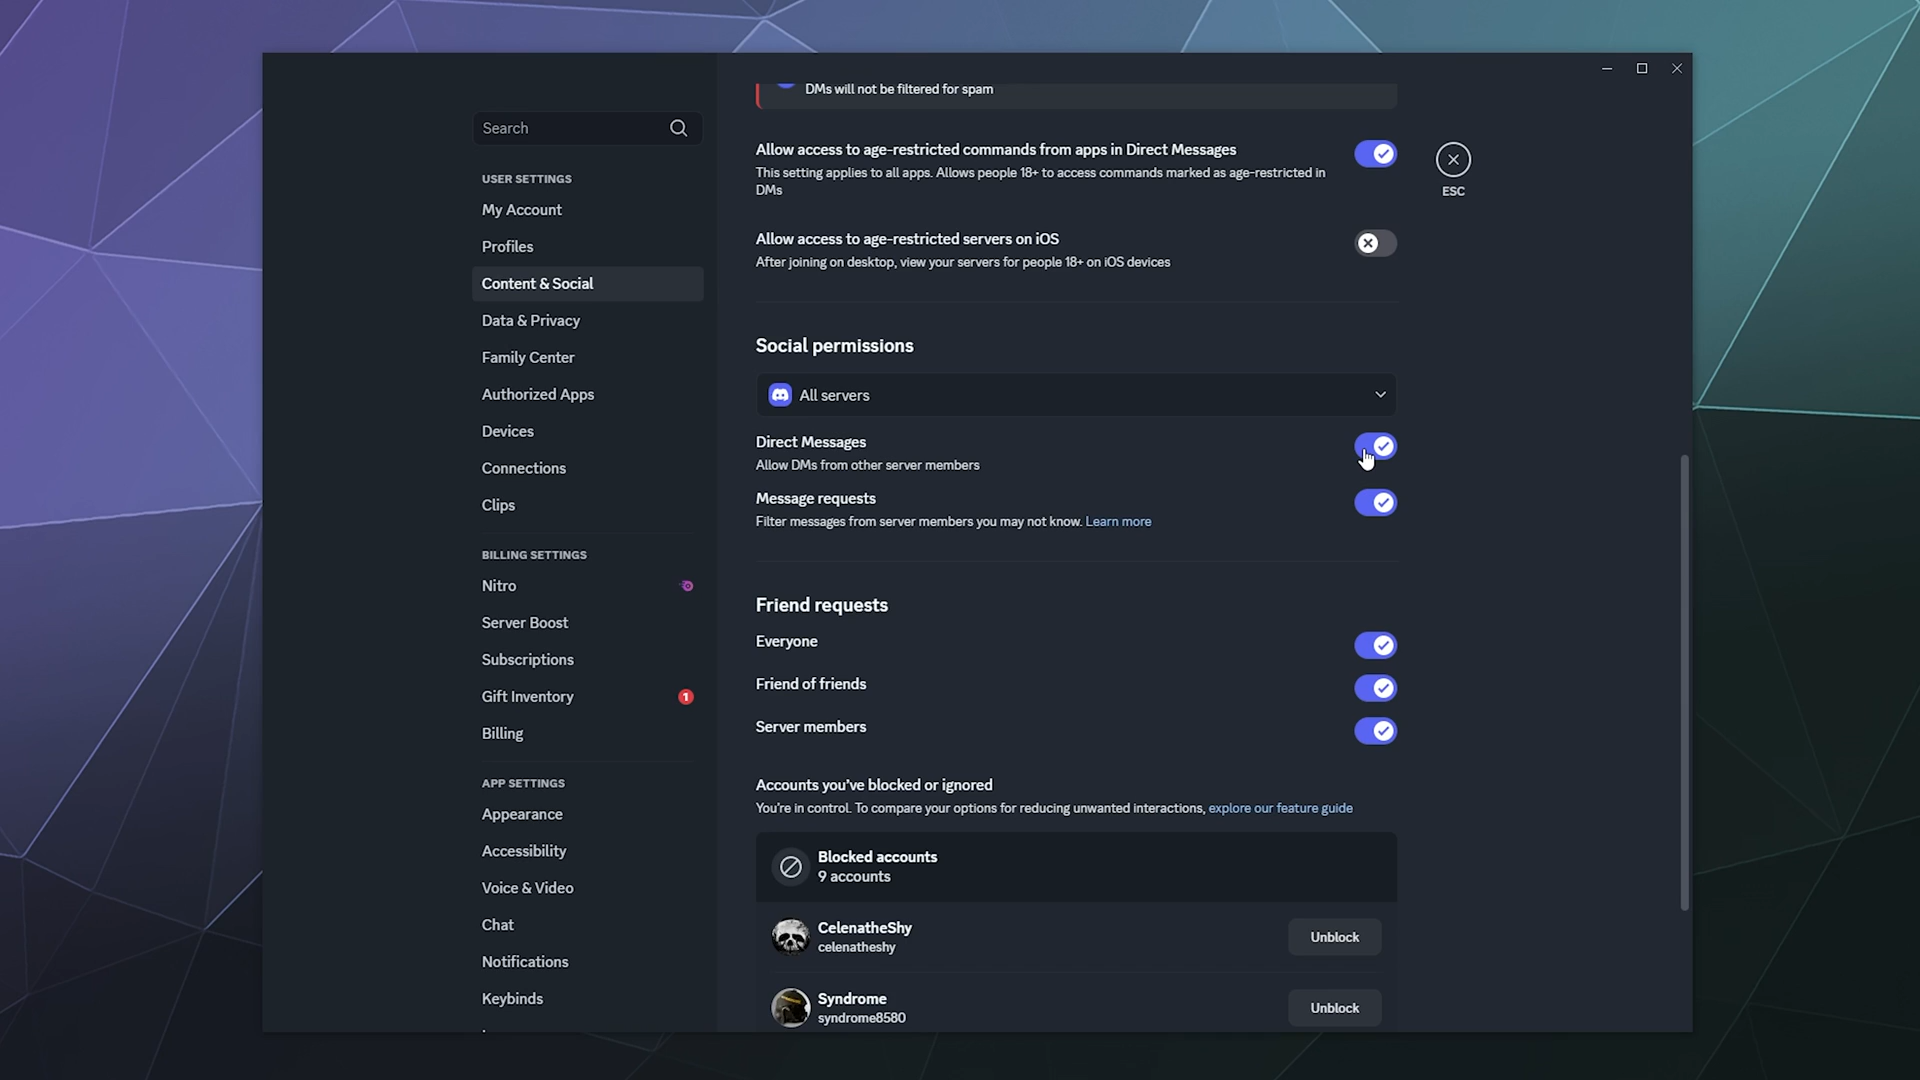 Search
USER SETTINGS
My Account
Profiles
Content & Social
Data & Privacy
Family Center
Authorized Apps
Devices
Connections
Clips
BILLING SETTINGS
Nitro
Server Boost
Subscriptions
Gift Inventory
1
Billing
APP SETTINGS
Appearance
Accessibility
Voice & Video
Chat
Notifications
Keybinds
DMs will not be filtered for spam
Allow access to age-restricted commands from apps in Direct Messages
This setting applies to all apps. Allows people 18+ to access commands marked as age-restricted in
DMs
Allow access to age-restricted servers on iOS
After joining on desktop, view your servers for people 18+ on iOS devices
Social permissions
All servers
Direct Messages
Allow DMs from other server members
Message requests
Filter messages from server members you may not know. Learn more
Friend requests
Everyone
Friend of friends
Server members
Accounts you've blocked or ignored
You're in control. To compare your options for reducing unwanted interactions, explore our feature guide
Blocked accounts
9 accounts
CelenatheShy
celenatheshy
Unblock
Syndrome
syndrome8580
Unblock
ESC